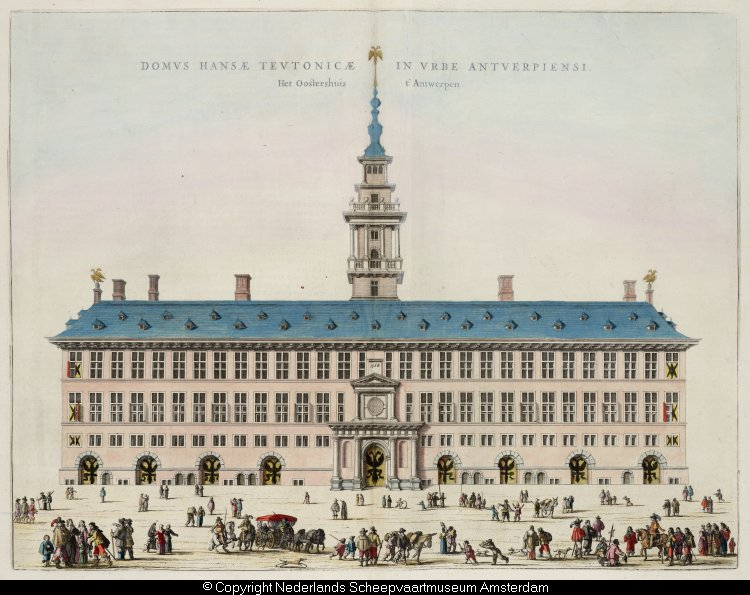 DOMVS HANSÆ TEVTONICÆ IN VRBE ANTVERPIENSI.
Het Oostershuis t' Antwerpen
© Copyright Nederlands Scheepvaartmuseum Amsterdam